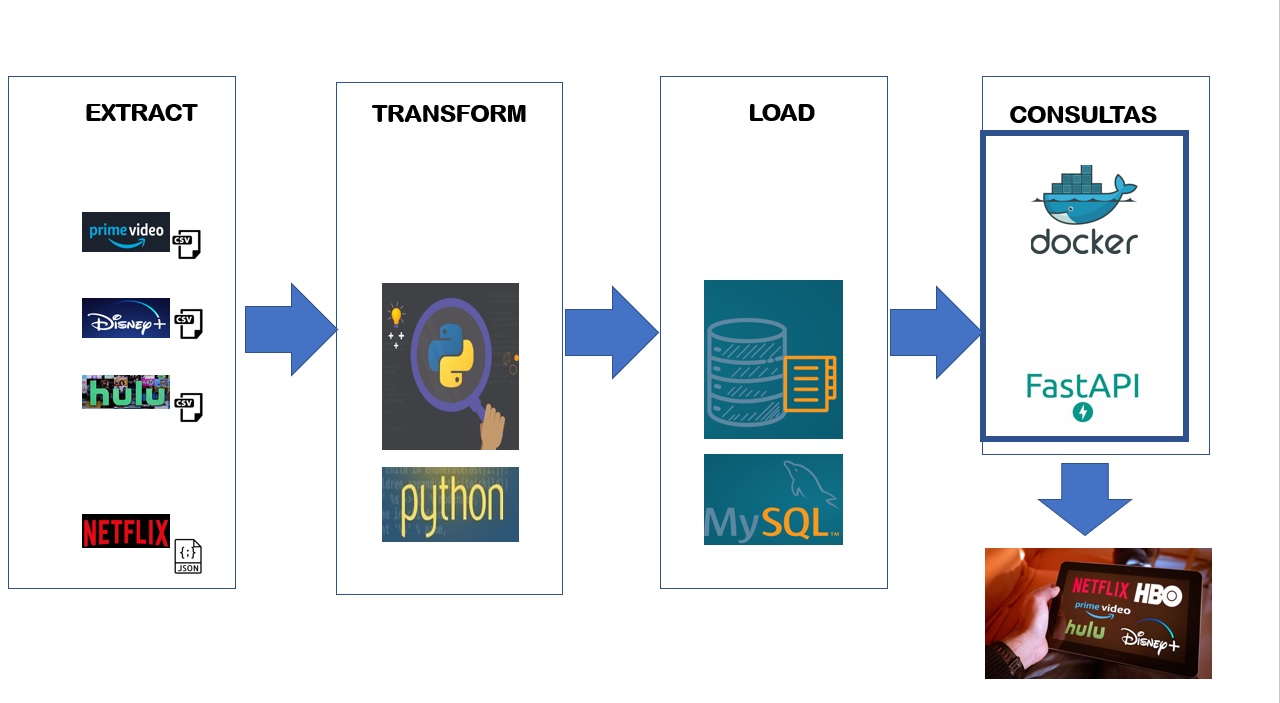 EXTRACT
prime video
CSV
Disney+
CSV
hulu
CSV
NETFLIX
{;}
JSON
TRANSFORM
python
LOAD
MySQL™
CONSULTAS
docker
FastAPI
NETFLIX HBO
prime video
hulu Disney+